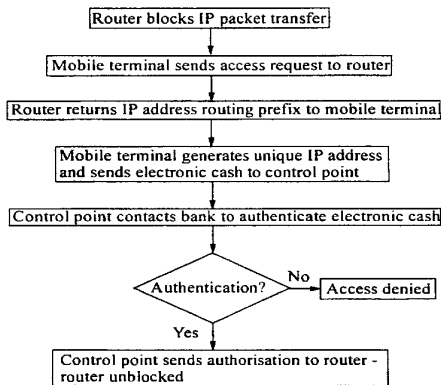 Router blocks IP packet transfer
Mobile terminal sends access request to router
Router returns IP address routing prefix to mobile terminal
Mobile terminal generates unique IP address
and sends electronic cash to control point
Control point contacts bank to authenticate electronic cash
Authentication?
No
Access denied
Yes
Control point sends authorisation to router -
router unblocked